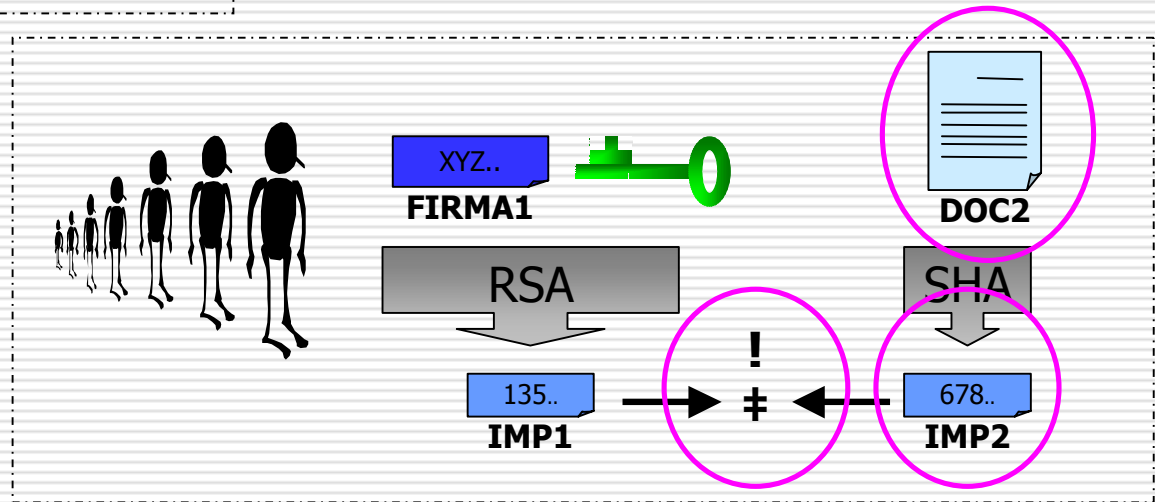 XYZ..
FIRMA1
DOC2
RSA
SHA
!
‡
135..
678..
IMP1
IMP2